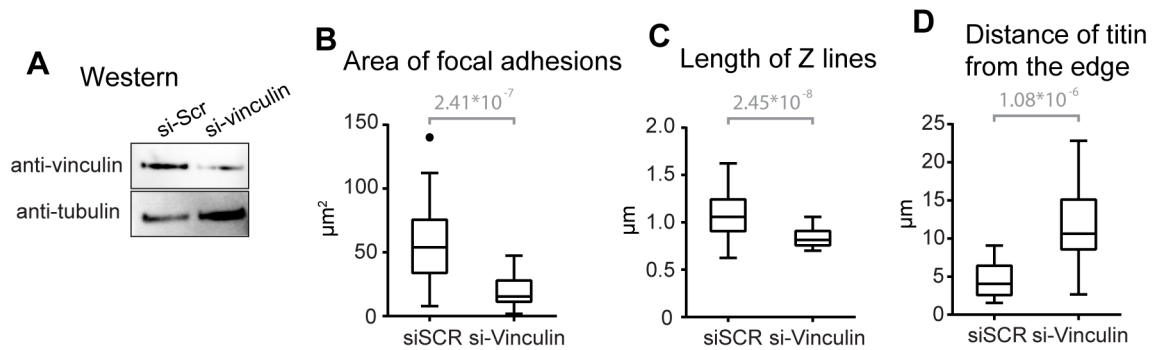 A
Western
si-Scr
si-vinculin
anti-vinculin
anti-tubulin
B
Area of focal adhesions
2.41*10-7
150
100
50
0
µm2
siSCR si-Vinculin
C
Length of Z lines
2.45*10-8
2.0
1.5
1.0
0.5
0
µm
siSCR si-Vinculin
D
Distance of titin
from the edge
1.08*10-6
25
20
15
10
5
0
µm
siSCR si-Vinculin